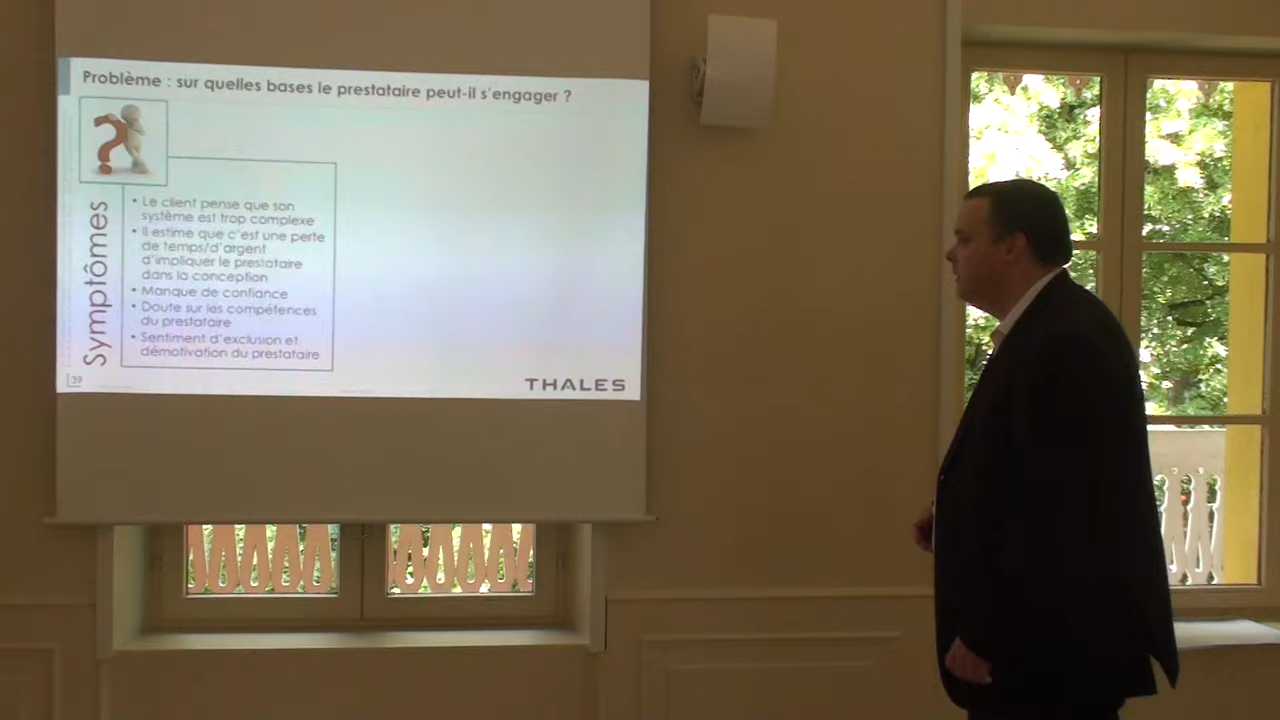 Problème : sur quelles bases le prestataire peut-il s'engager ?
Symptômes
• Le client pense que son
système est trop complexe
• Il estime que c'est une perte
de temps/d'argent
d'impliquer le prestataire
dans la conception
• Manque de confiance
• Doute sur les compétences
du prestataire
• Sentiment d'exclusion et
démotivation du prestataire
39
THALES